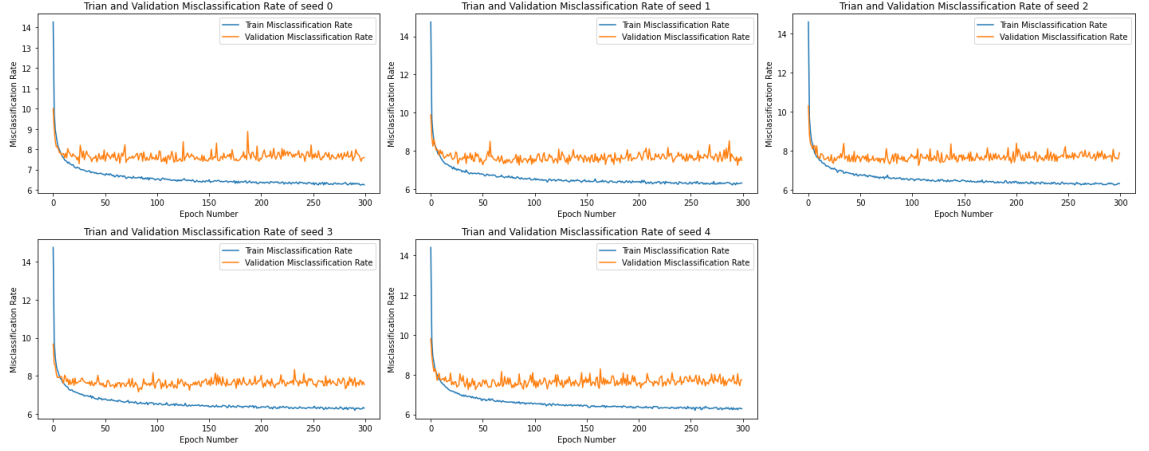 Trian and Validation Misclassification Rate of seed 0
Train Misclassification Rate
Validation Misclassification Rate
Misclassification Rate
14
13
12
11
10
9
8
7
6
0
50
100
150
200
250
300
Epoch Number
Trian and Validation Misclassification Rate of seed 1
Train Misclassification Rate
Validation Misclassification Rate
Misclassification Rate
14
12
10
8
6
0
50
100
150
200
250
300
Epoch Number
Trian and Validation Misclassification Rate of seed 2
Train Misclassification Rate
Validation Misclassification Rate
Misclassification Rate
14
12
10
8
6
0
50
100
150
200
250
300
Epoch Number
Trian and Validation Misclassification Rate of seed 3
Train Misclassification Rate
Validation Misclassification Rate
Misclassification Rate
14
12
10
8
6
0
50
100
150
200
250
300
Epoch Number
Trian and Validation Misclassification Rate of seed 4
Train Misclassification Rate
Validation Misclassification Rate
Misclassification Rate
14
12
10
8
6
0
50
100
150
200
250
300
Epoch Number